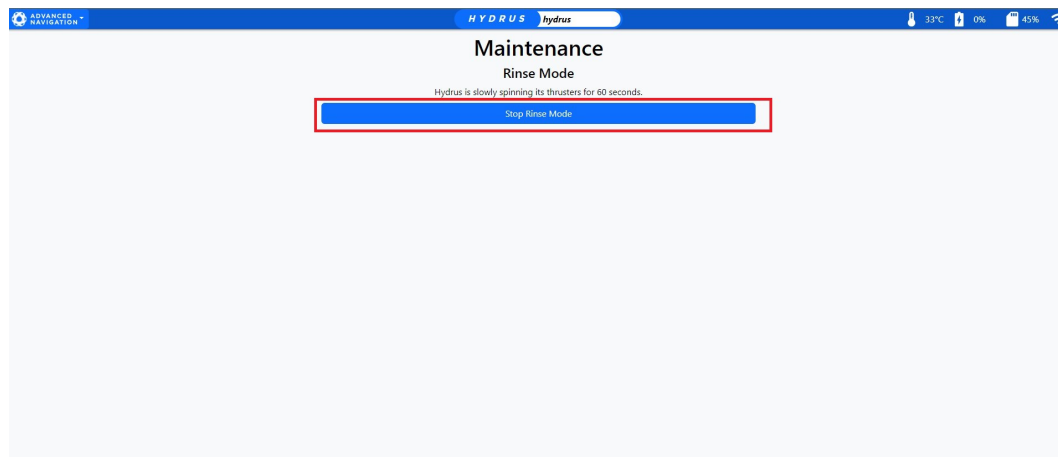 ADVANCED
NAVIGATION
HYDRUS hydrus
33°C 0% 45%
Maintenance
Rinse Mode
Hydrus is slowly spinning its thrusters for 60 seconds.
Stop Rinse Mode